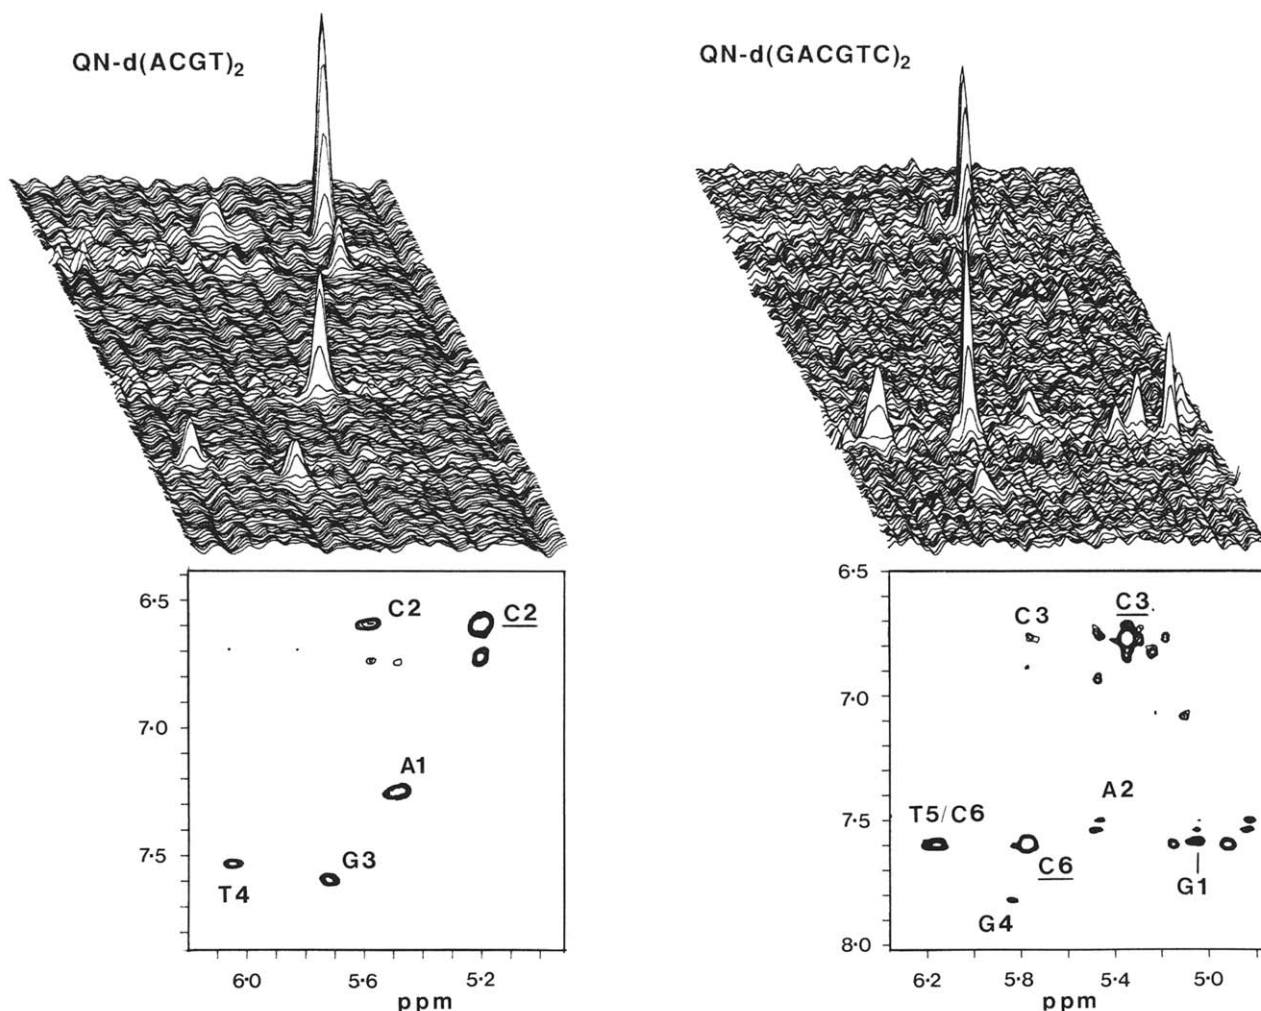 QN-d(ACGT)2
QN-d(GACGTC)2
6·5
7·0
7·5
C2
C2
A1
G3
T4
6·0
5·6
5·2
ppm
6·5
7·0
7·5
8·0
C3
C3
A2
T5/C6
C6
G1
G4
6·2
5·8
5·4
5·0
ppm